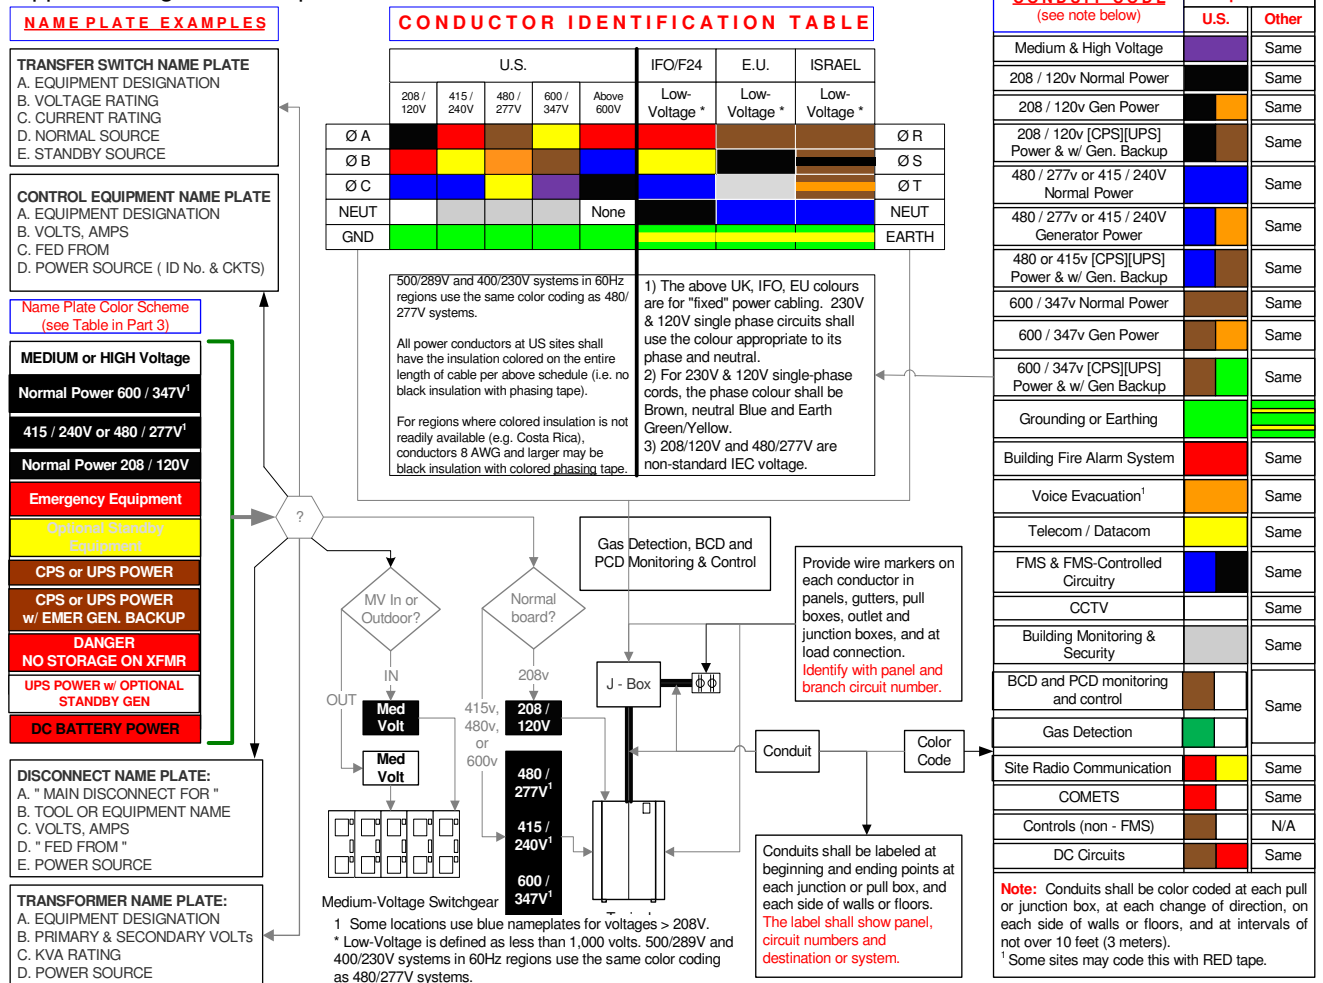 NAME PLATE EXAMPLES
TRANSFER SWITCH NAME PLATE
A. EQUIPMENT DESIGNATION
B. VOLTAGE RATING
C. CURRENT RATING
D. NORMAL SOURCE
E. STANDBY SOURCE
CONTROL EQUIPMENT NAME PLATE
A. EQUIPMENT DESIGNATION
B. VOLTS, AMPS
C. FED FROM
D. POWER SOURCE ( ID No. & CKTS)
Name Plate Color Scheme
(see Table in Part 3)
MEDIUM or HIGH Voltage
Normal Power 600 / 347V¹
415 / 240V or 480 / 277V¹
Normal Power 208 / 120V
Emergency Equipment
Optional Standby
Equipment
CPS or UPS POWER
CPS or UPS POWER
w/ EMER GEN. BACKUP
DANGER
NO STORAGE ON XFMR
UPS POWER w/ OPTIONAL
STANDBY GEN
DC BATTERY POWER
DISCONNECT NAME PLATE:
A. " MAIN DISCONNECT FOR "
B. TOOL OR EQUIPMENT NAME
C. VOLTS, AMPS
D. " FED FROM "
E. POWER SOURCE
TRANSFORMER NAME PLATE:
A. EQUIPMENT DESIGNATION
B. PRIMARY & SECONDARY VOLTs
C. KVA RATING
D. POWER SOURCE
CONDUCTOR IDENTIFICATION TABLE
U.S. IFO/F24 E.U. ISRAEL
208 / 120V 415 / 240V 480 / 277V 600 / 347V Above 600V Low-Voltage * Low-Voltage * Low-Voltage *
Ø A Ø R
Ø B Ø S
Ø C Ø T
NEUT None NEUT
GND EARTH
500/289V and 400/230V systems in 60Hz
regions use the same color coding as 480/
277V systems.
All power conductors at US sites shall
have the insulation colored on the entire
length of cable per above schedule (i.e. no
black insulation with phasing tape).
For regions where colored insulation is not
readily available (e.g. Costa Rica),
conductors 8 AWG and larger may be
black insulation with colored phasing tape.
1) The above UK, IFO, EU colours
are for "fixed" power cabling. 230V
& 120V single phase circuits shall
use the colour appropriate to its
phase and neutral.
2) For 230V & 120V single-phase
cords, the phase colour shall be
Brown, neutral Blue and Earth
Green/Yellow.
3) 208/120V and 480/277V are
non-standard IEC voltage.
?
MV In or
Outdoor?
Normal
board?
IN
OUT
208v
415v,
480v,
or
600v
Med
Volt
Med
Volt
208 /
120V
480 /
277V¹
415 /
240V¹
600 /
347V¹
Medium-Voltage Switchgear
Gas Detection, BCD and
PCD Monitoring & Control
J - Box
Provide wire markers on
each conductor in
panels, gutters, pull
boxes, outlet and
junction boxes, and at
load connection.
Identify with panel and
branch circuit number.
Conduit
Color
Code
Conduits shall be labeled at
beginning and ending points at
each junction or pull box, and
each side of walls or floors.
The label shall show panel,
circuit numbers and
destination or system.
1 Some locations use blue nameplates for voltages > 208V.
* Low-Voltage is defined as less than 1,000 volts. 500/289V and
400/230V systems in 60Hz regions use the same color coding
as 480/277V systems.
CONDUIT CODE
(see note below) U.S. Other
Medium & High Voltage Same
208 / 120v Normal Power Same
208 / 120v Gen Power Same
208 / 120v [CPS][UPS]
Power & w/ Gen. Backup Same
480 / 277v or 415 / 240V
Normal Power Same
480 / 277v or 415 / 240V
Generator Power Same
480 or 415v [CPS][UPS]
Power & w/ Gen. Backup Same
600 / 347v Normal Power Same
600 / 347v Gen Power Same
600 / 347v [CPS][UPS]
Power & w/ Gen Backup Same
Grounding or Earthing
Building Fire Alarm System Same
Voice Evacuation¹ Same
Telecom / Datacom Same
FMS & FMS-Controlled
Circuitry Same
CCTV Same
Building Monitoring &
Security Same
BCD and PCD monitoring
and control
Same
Gas Detection
Site Radio Communication Same
COMETS Same
Controls (non - FMS) N/A
DC Circuits Same
Note: Conduits shall be color coded at each pull
or junction box, at each change of direction, on
each side of walls or floors, and at intervals of
not over 10 feet (3 meters).
¹ Some sites may code this with RED tape.